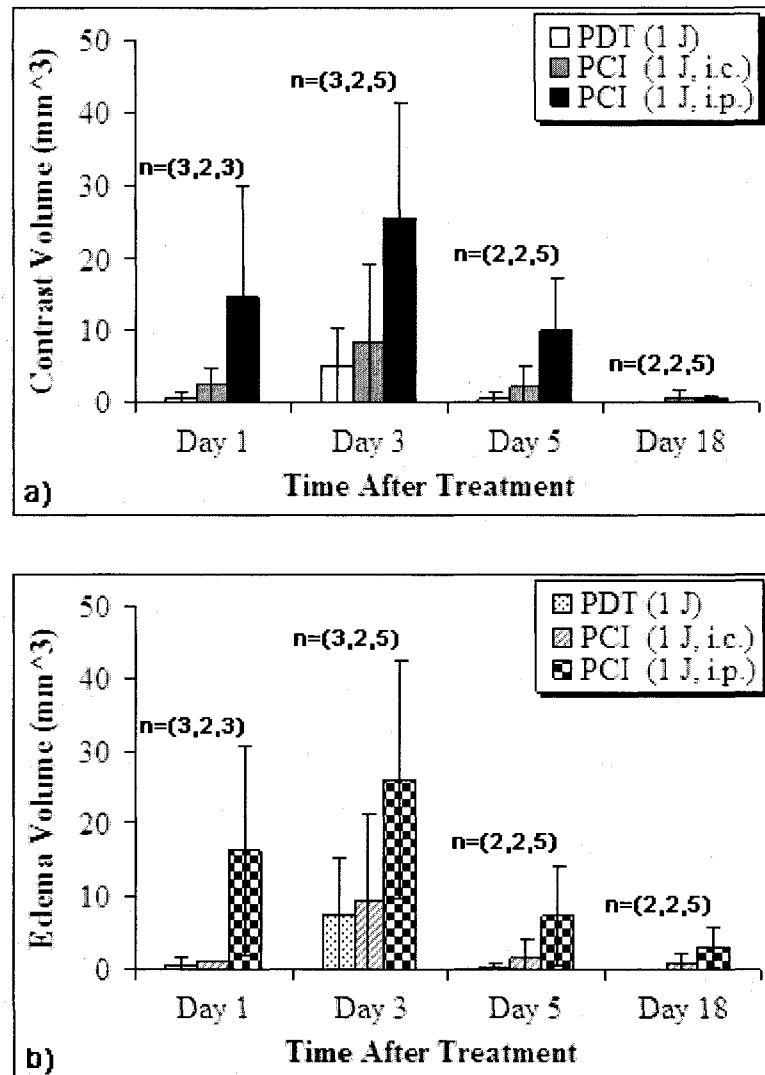 50
40
30
20
10
0
Contrast Volume (mm^3)
PDT (1 J)
PCI (1 J, i.c.)
PCI (1 J, i.p.)
n=(3,2,3)
n=(3,2,5)
n=(2,2,5)
n=(2,2,5)
Day 1
Day 3
Day 5
Day 18
Time After Treatment
a)
50
40
30
20
10
0
Edema Volume (mm^3)
PDT (1 J)
PCI (1 J, i.c.)
PCI (1 J, i.p.)
n=(3,2,3)
n=(3,2,5)
n=(2,2,5)
n=(2,2,5)
Day 1
Day 3
Day 5
Day 18
Time After Treatment
b)